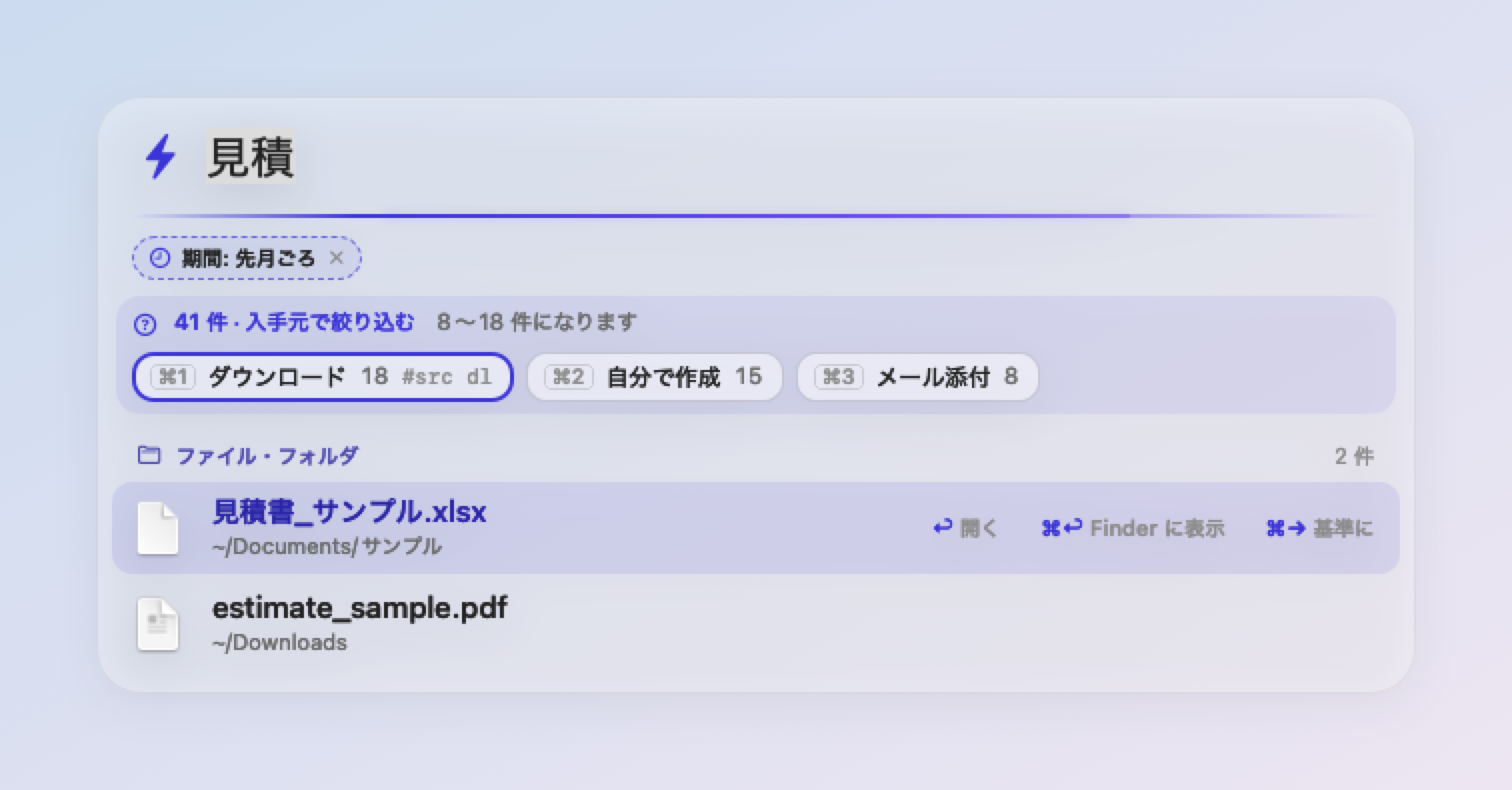 見積
期間: 先月ごろ ×
? 41 件 · 入手元で絞り込む 8〜18 件になります
⌘1 ダウンロード 18 #src dl ⌘2 自分で作成 15 ⌘3 メール添付 8
ファイル・フォルダ 2 件
見積書_サンプル.xlsx
~/Documents/サンプル
↩ 開く ⌘↩ Finder に表示 ⌘→ 基準に
estimate_sample.pdf
~/Downloads